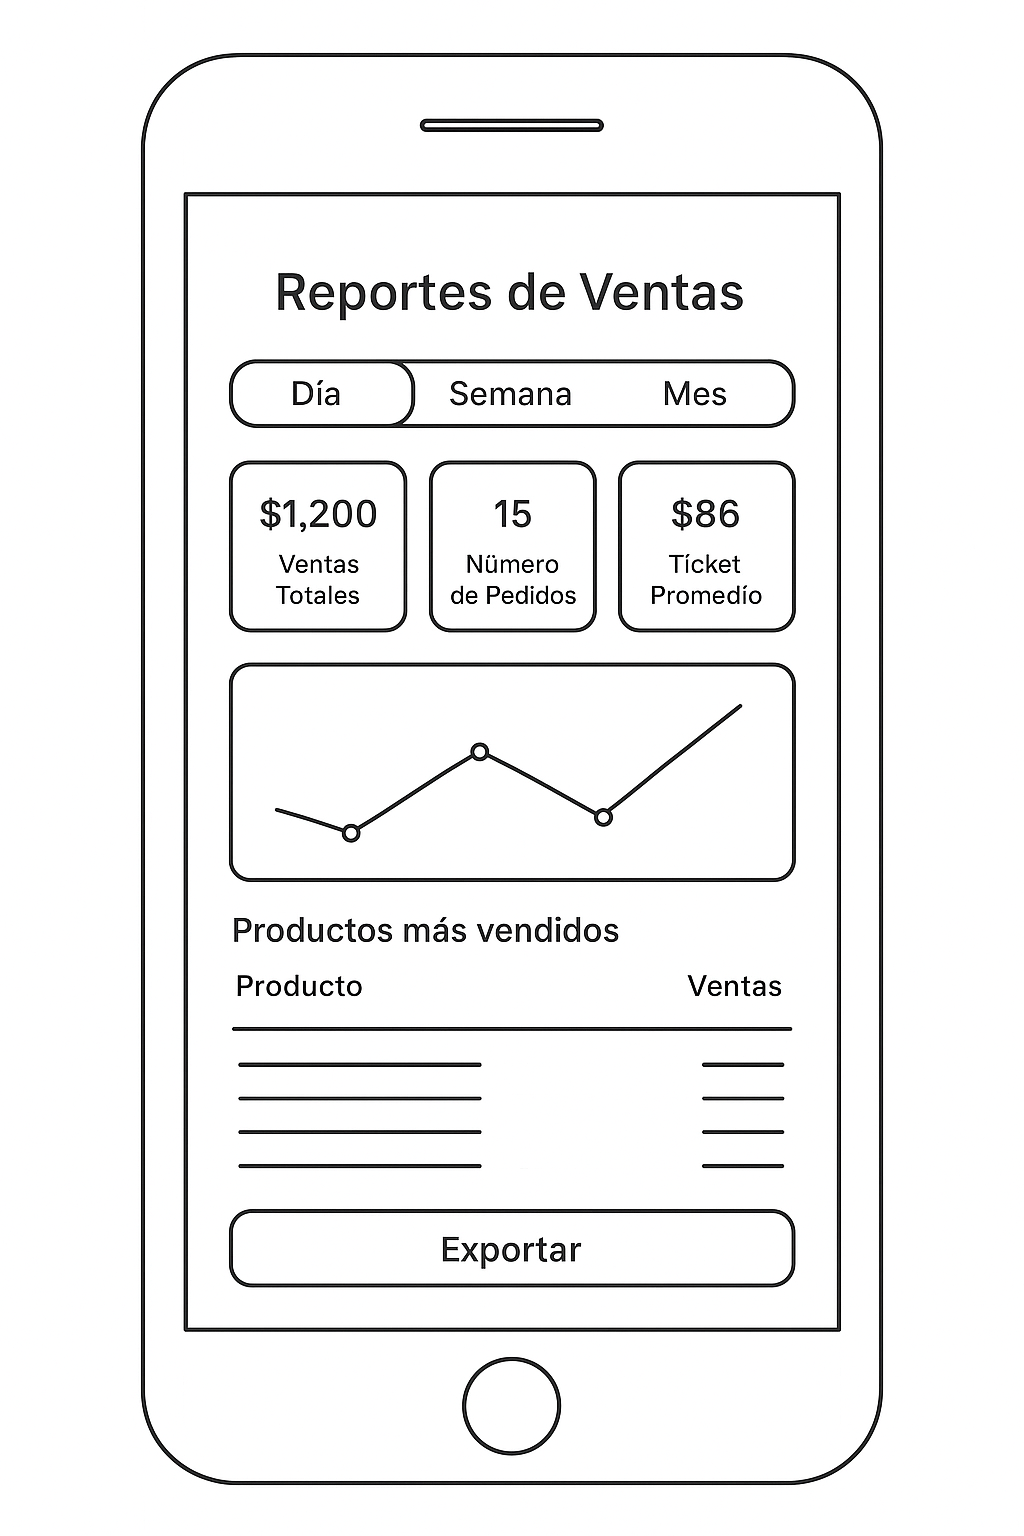 Reportes de Ventas
Día Semana Mes
$1,200 15 $86
Ventas Nümero Tícket
Totales de Pedidos Promedío
Productos más vendidos
Producto Ventas
Exportar